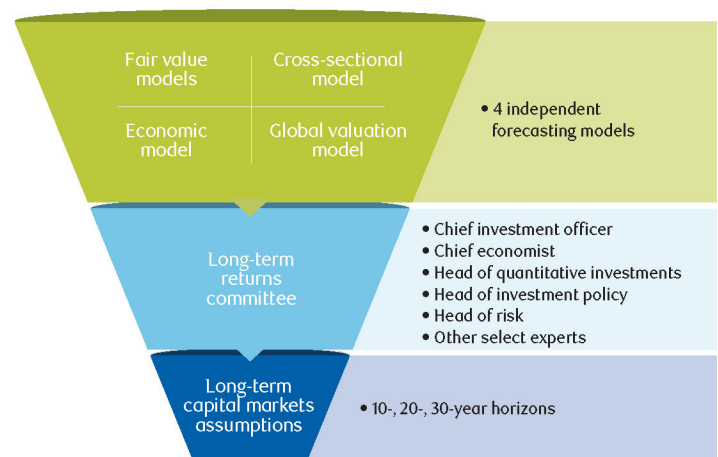 Fair value
models
Cross-sectional
model
Economic
model
Global valuation
model
• 4 independent
forecasting models
Long-term
returns
committee
• Chief investment officer
• Chief economist
• Head of quantitative investments
• Head of investment policy
• Head of risk
• Other select experts
Long-term
capital markets
assumptions
• 10-, 20-, 30-year horizons